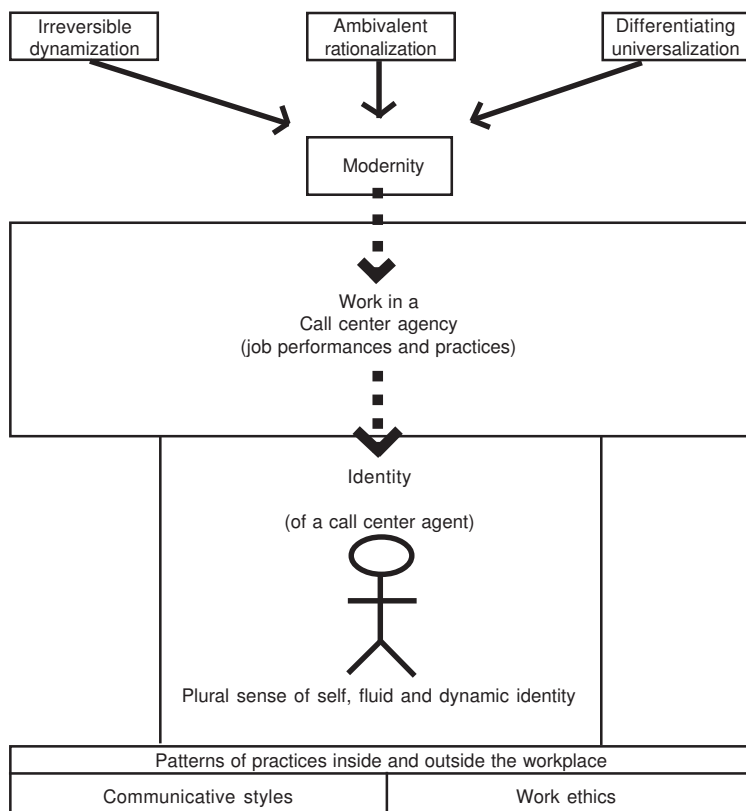 Irreversible
dynamization
Ambivalent
rationalization
Differentiating
universalization
Modernity
Work in a
Call center agency
(job performances and practices)
Identity
(of a call center agent)
Plural sense of self, fluid and dynamic identity
Patterns of practices inside and outside the workplace
Communicative styles
Work ethics